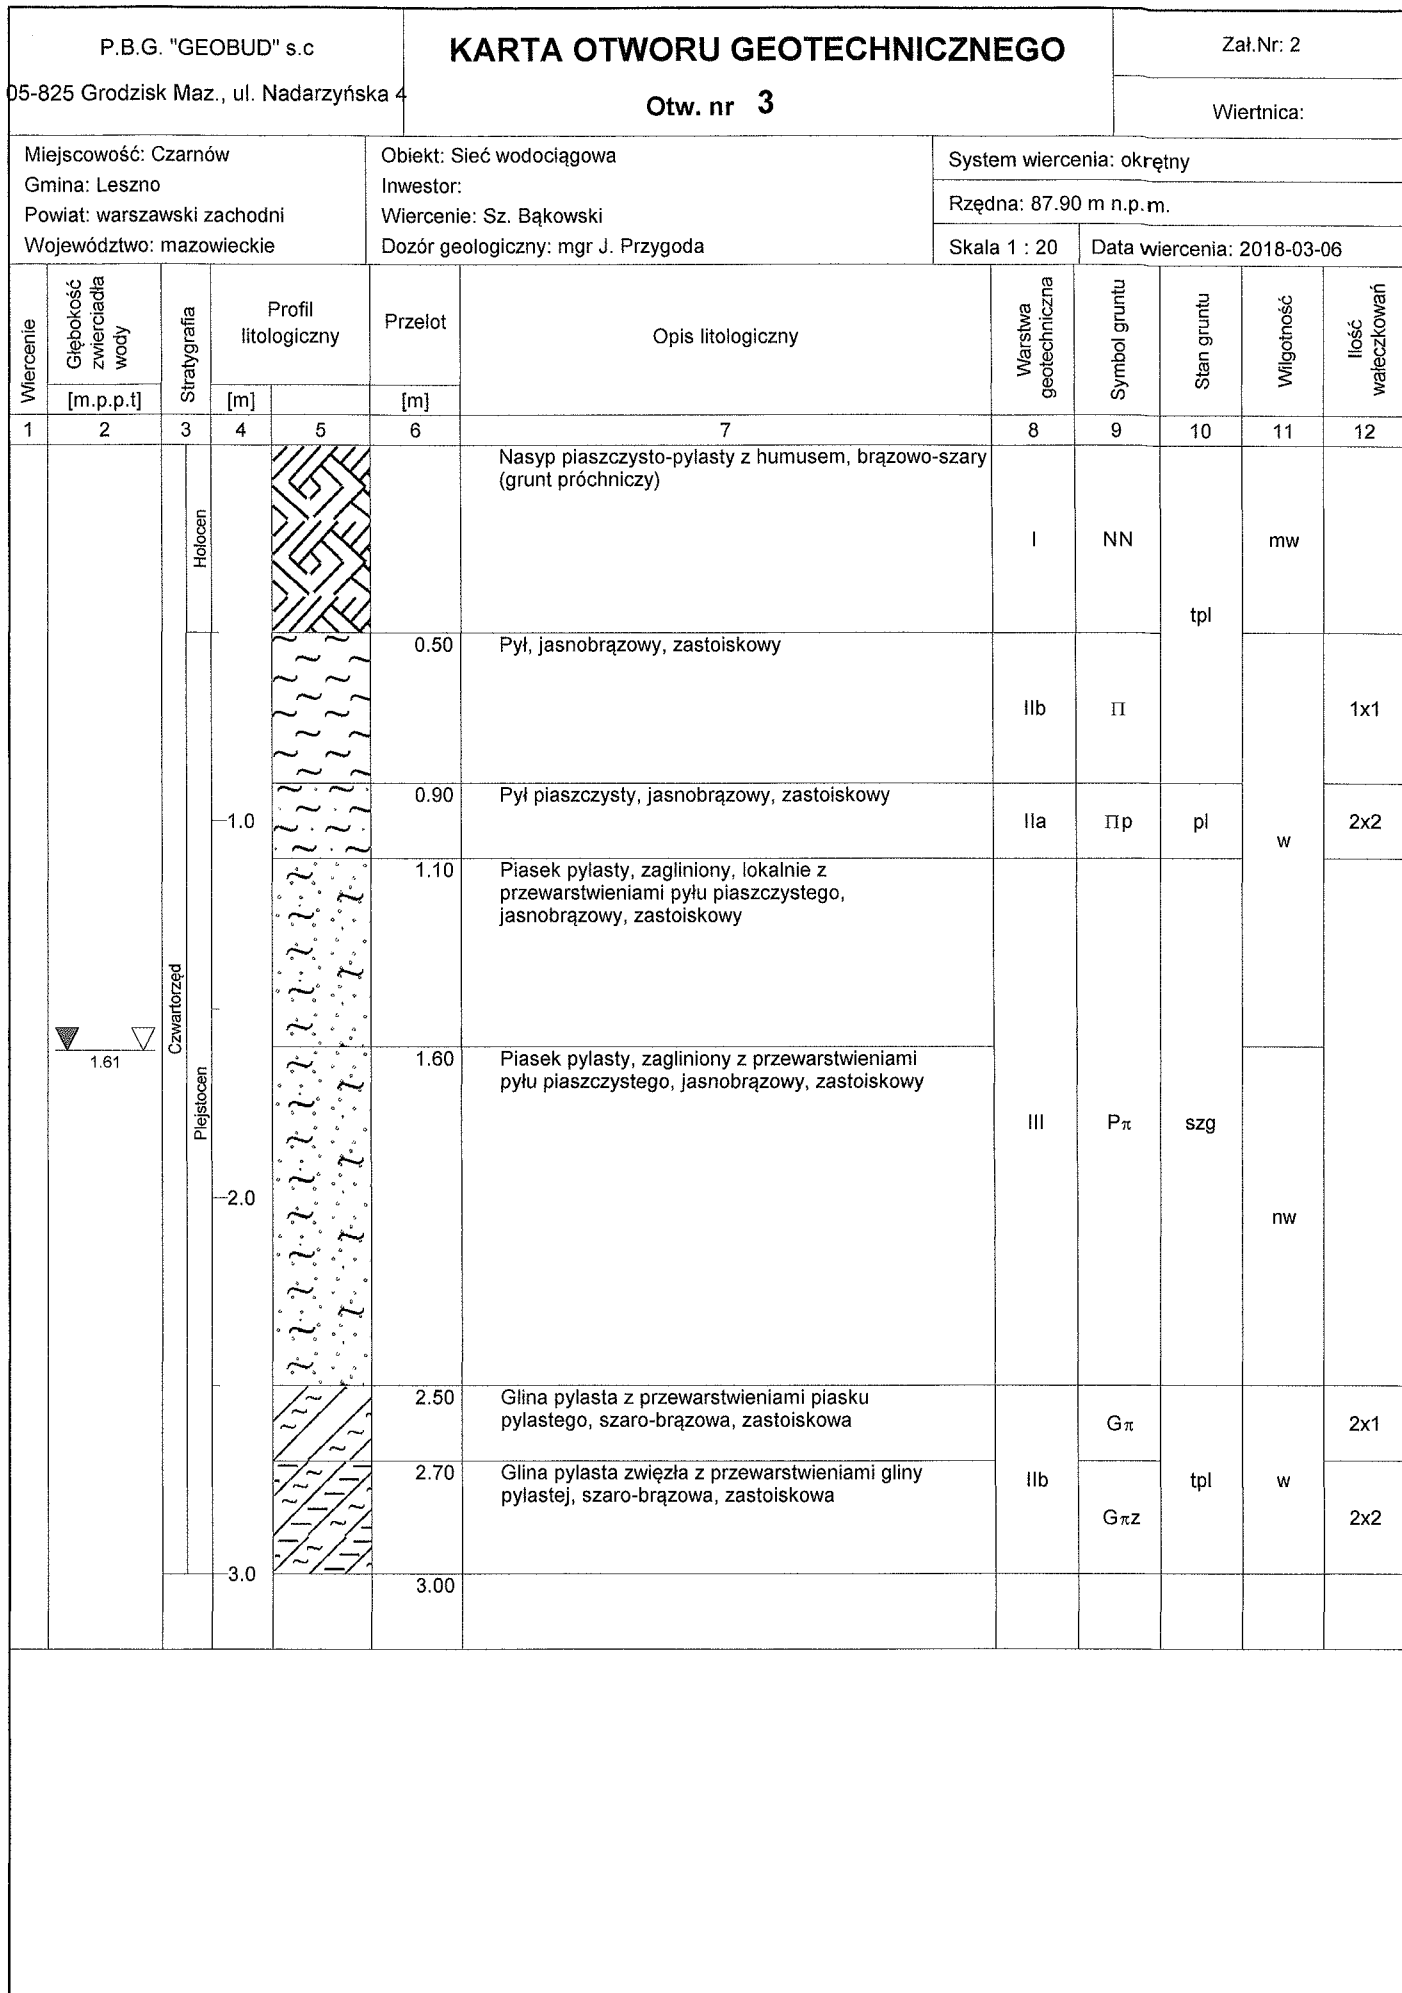 P.B.G. "GEOBUD" s.c
05-825 Grodzisk Maz., ul. Nadarzyńska 4
KARTA OTWORU GEOTECHNICZNEGO
Otw. nr 3
Zał.Nr: 2
Wiertnica:
Miejscowość: Czarnów
Gmina: Leszno
Powiat: warszawski zachodni
Województwo: mazowieckie
Obiekt: Sieć wodociągowa
Inwestor:
Wiercenie: Sz. Bąkowski
Dozór geologiczny: mgr J. Przygoda
System wiercenia: okrętny
Rzędna: 87.90 m n.p.m.
Skala 1 : 20
Data wiercenia: 2018-03-06
Wiercenie
Głębokość
zwierciadła
wody
[m.p.p.t]
Stratygrafia
Profil
litologiczny
[m]
Przelot
[m]
Opis litologiczny
Warstwa
geotechniczna
Symbol gruntu
Stan gruntu
Wilgotność
Ilość
wałeczkowań
1 2 3 4 5 6 7 8 9 10 11 12
Nasyp piaszczysto-pylasty z humusem, brązowo-szary
(grunt próchniczy)
Holocen
I NN mw
tpl
0.50 Pył, jasnobrązowy, zastoiskowy
IIb Π 1x1
0.90 Pył piaszczysty, jasnobrązowy, zastoiskowy
1.0 IIa Πp pl 2x2
w
1.10 Piasek pylasty, zagliniony, lokalnie z
przewarstwieniami pyłu piaszczystego,
jasnobrązowy, zastoiskowy
Czwartorzęd
1.61
1.60 Piasek pylasty, zagliniony z przewarstwieniami
pyłu piaszczystego, jasnobrązowy, zastoiskowy
Plejstocen
III Pπ szg
2.0
nw
2.50 Glina pylasta z przewarstwieniami piasku
pylastego, szaro-brązowa, zastoiskowa
Gπ 2x1
2.70 Glina pylasta zwięzła z przewarstwieniami gliny
pylastej, szaro-brązowa, zastoiskowa
IIb tpl w
Gπz 2x2
3.0
3.00